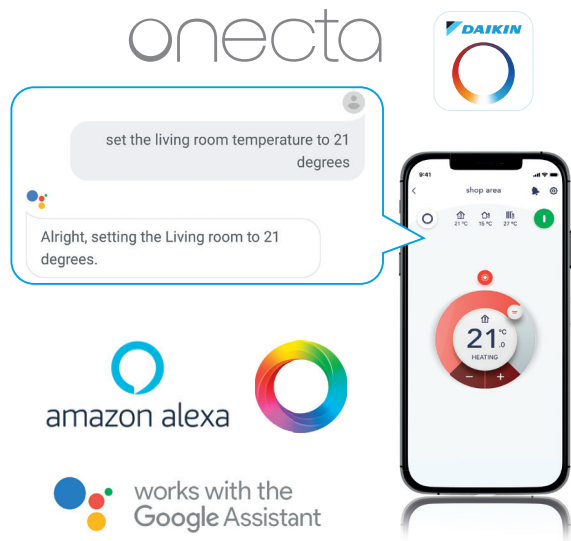 onecta
DAIKIN
set the living room temperature to 21
degrees
Alright, setting the Living room to 21
degrees.
9:41
shop area
21 °C 15 °C 27 °C
21 °C
.0
HEATING
− +
amazon alexa
works with the
Google Assistant